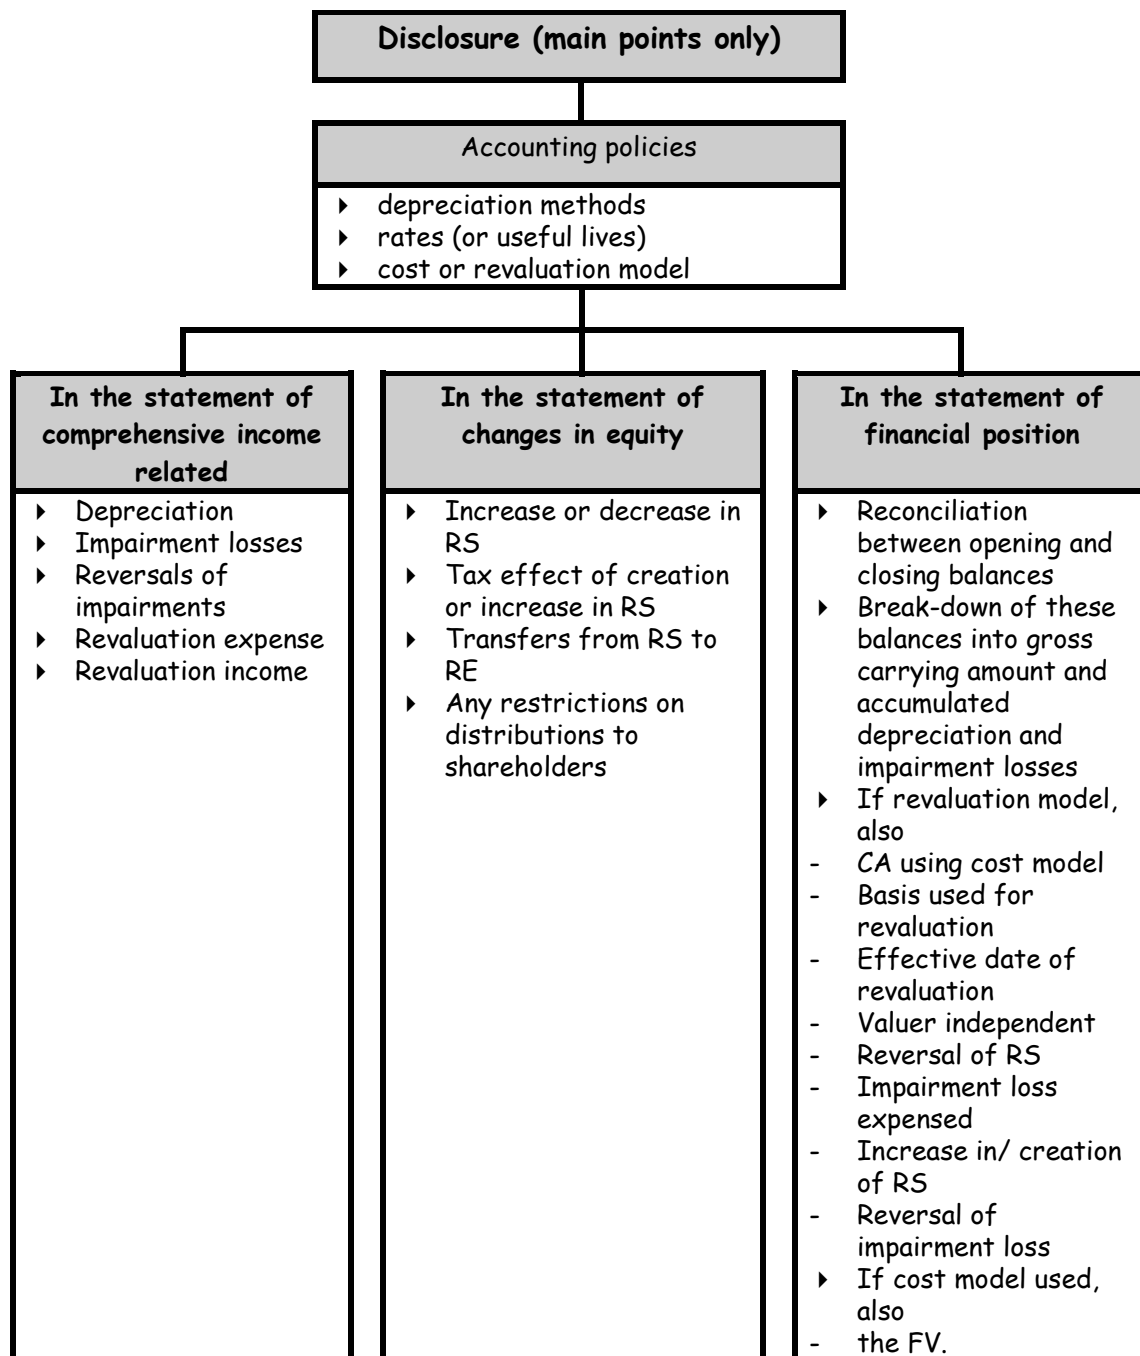 Disclosure (main points only)
Accounting policies
‣ depreciation methods
‣ rates (or useful lives)
‣ cost or revaluation model
In the statement of
comprehensive income
related
‣ Depreciation
‣ Impairment losses
‣ Reversals of
impairments
‣ Revaluation expense
‣ Revaluation income
In the statement of
changes in equity
‣ Increase or decrease in
RS
‣ Tax effect of creation
or increase in RS
‣ Transfers from RS to
RE
‣ Any restrictions on
distributions to
shareholders
In the statement of
financial position
‣ Reconciliation
between opening and
closing balances
‣ Break-down of these
balances into gross
carrying amount and
accumulated
depreciation and
impairment losses
‣ If revaluation model,
also
- CA using cost model
- Basis used for
revaluation
- Effective date of
revaluation
- Valuer independent
- Reversal of RS
- Impairment loss
expensed
- Increase in/ creation
of RS
- Reversal of
impairment loss
‣ If cost model used,
also
- the FV.